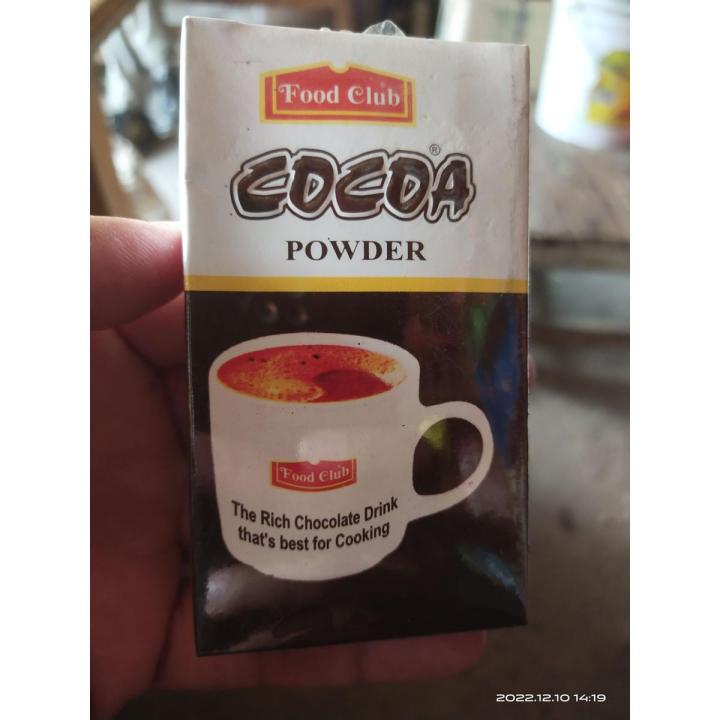 Food Club
COCOA®
POWDER
Food Club
The Rich Chocolate Drink
that's best for Cooking
2022.12.10 14:19